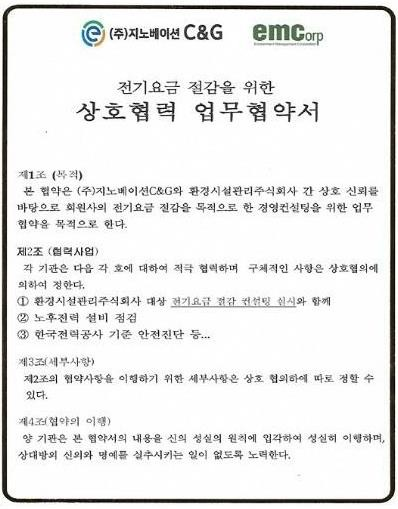 (주)지노베이션 C&G
emcorp
Environment Management Corporation
전기요금 절감을 위한
상호협력 업무협약서
제1조 (목적)
본 협약은 (주)지노베이션C&G와 환경시설관리주식회사 간 상호 신뢰를
바탕으로 회원사의 전기요금 절감을 목적으로 한 경영컨설팅을 위한 업무
협약을 목적으로 한다.
제2조 (협력사업)
각 기관은 다음 각 호에 대하여 적극 협력하며 구체적인 사항은 상호협의에
의하여 정한다.
① 환경시설관리주식회사 대상 전기요금 절감 컨설팅 실시와 함께
② 노후전력 설비 점검
③ 한국전력공사 기준 안전진단 등...
제3조(세부사항)
제2조의 협약사항을 이행하기 위한 세부사항은 상호 협의하에 따로 정할 수
있다.
제4조(협약의 이행)
양 기관은 본 협약서의 내용을 신의 성실의 원칙에 입각하여 성실히 이행하며,
상대방의 신의와 명예를 실추시키는 일이 없도록 노력한다.